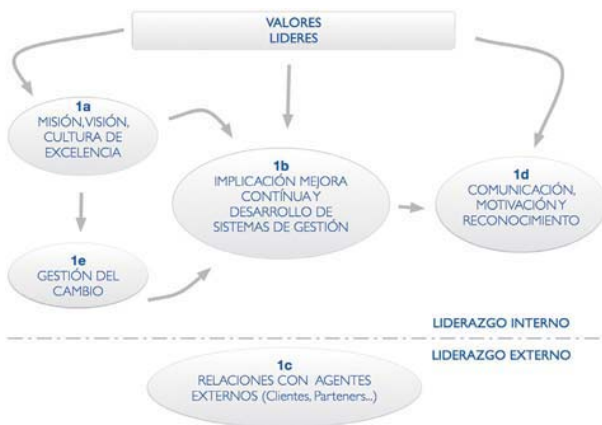 VALORES
LIDERES
1a
MISIÓN,VISIÓN,
CULTURA DE
EXCELENCIA
1b
IMPLICACIÓN MEJORA
CONTÍNUA Y
DESARROLLO DE
SISTEMAS DE GESTIÓN
1d
COMUNICACIÓN,
MOTIVACIÓN Y
RECONOCIMIENTO
1e
GESTIÓN DEL
CAMBIO
LIDERAZGO INTERNO
LIDERAZGO EXTERNO
1c
RELACIONES CON AGENTES
EXTERNOS (Clientes, Parteners...)